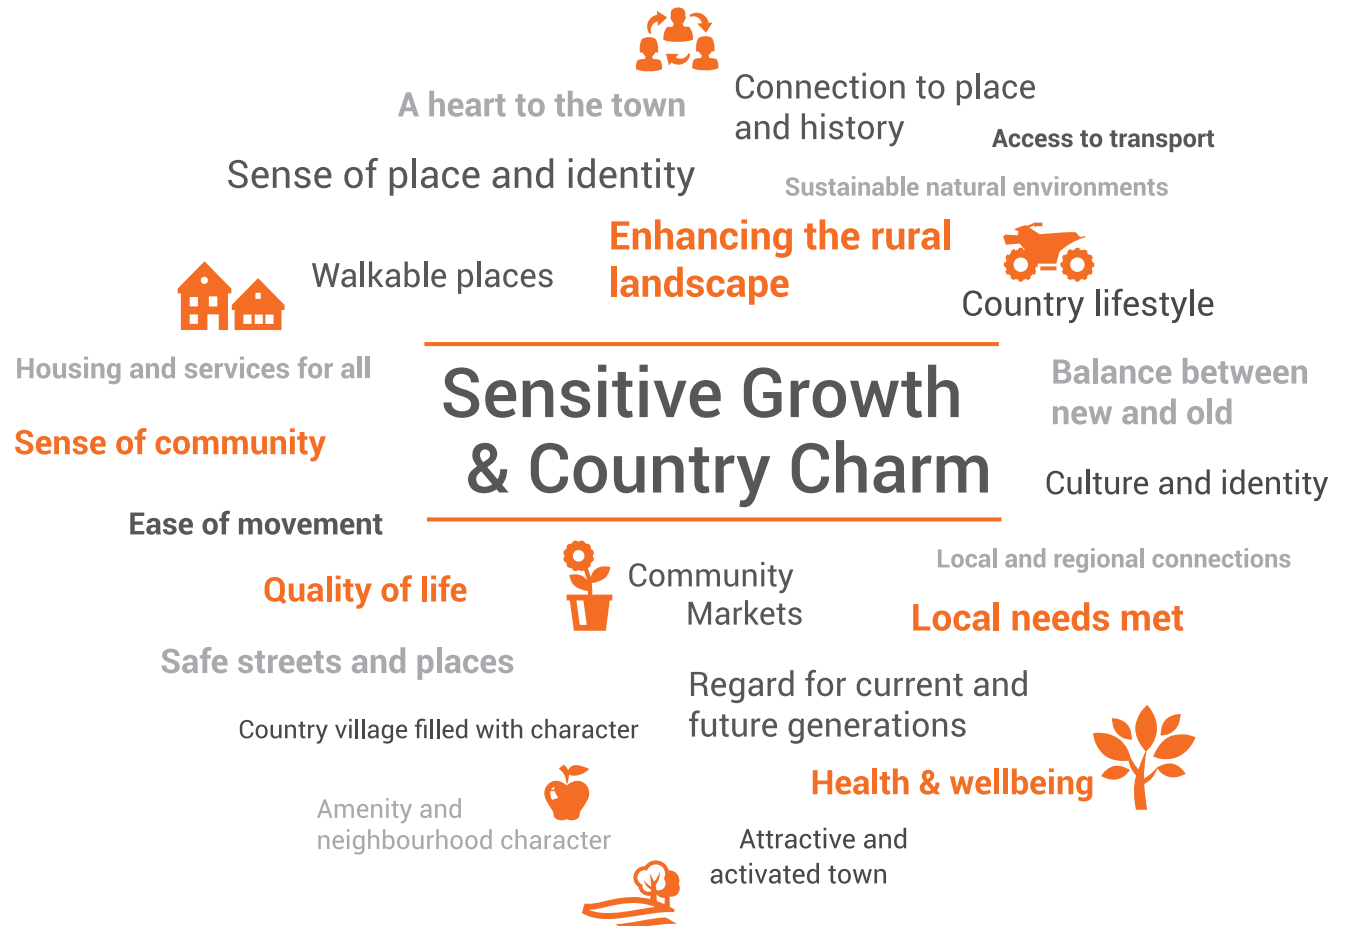 A heart to the town
Connection to place
and history
Access to transport
Sense of place and identity
Sustainable natural environments
Enhancing the rural
landscape
Walkable places
Country lifestyle
Housing and services for all
Sensitive Growth
& Country Charm
Balance between
new and old
Sense of community
Culture and identity
Ease of movement
Local and regional connections
Quality of life
Community
Markets
Local needs met
Safe streets and places
Regard for current and
future generations
Country village filled with character
Health & wellbeing
Amenity and
neighbourhood character
Attractive and
activated town